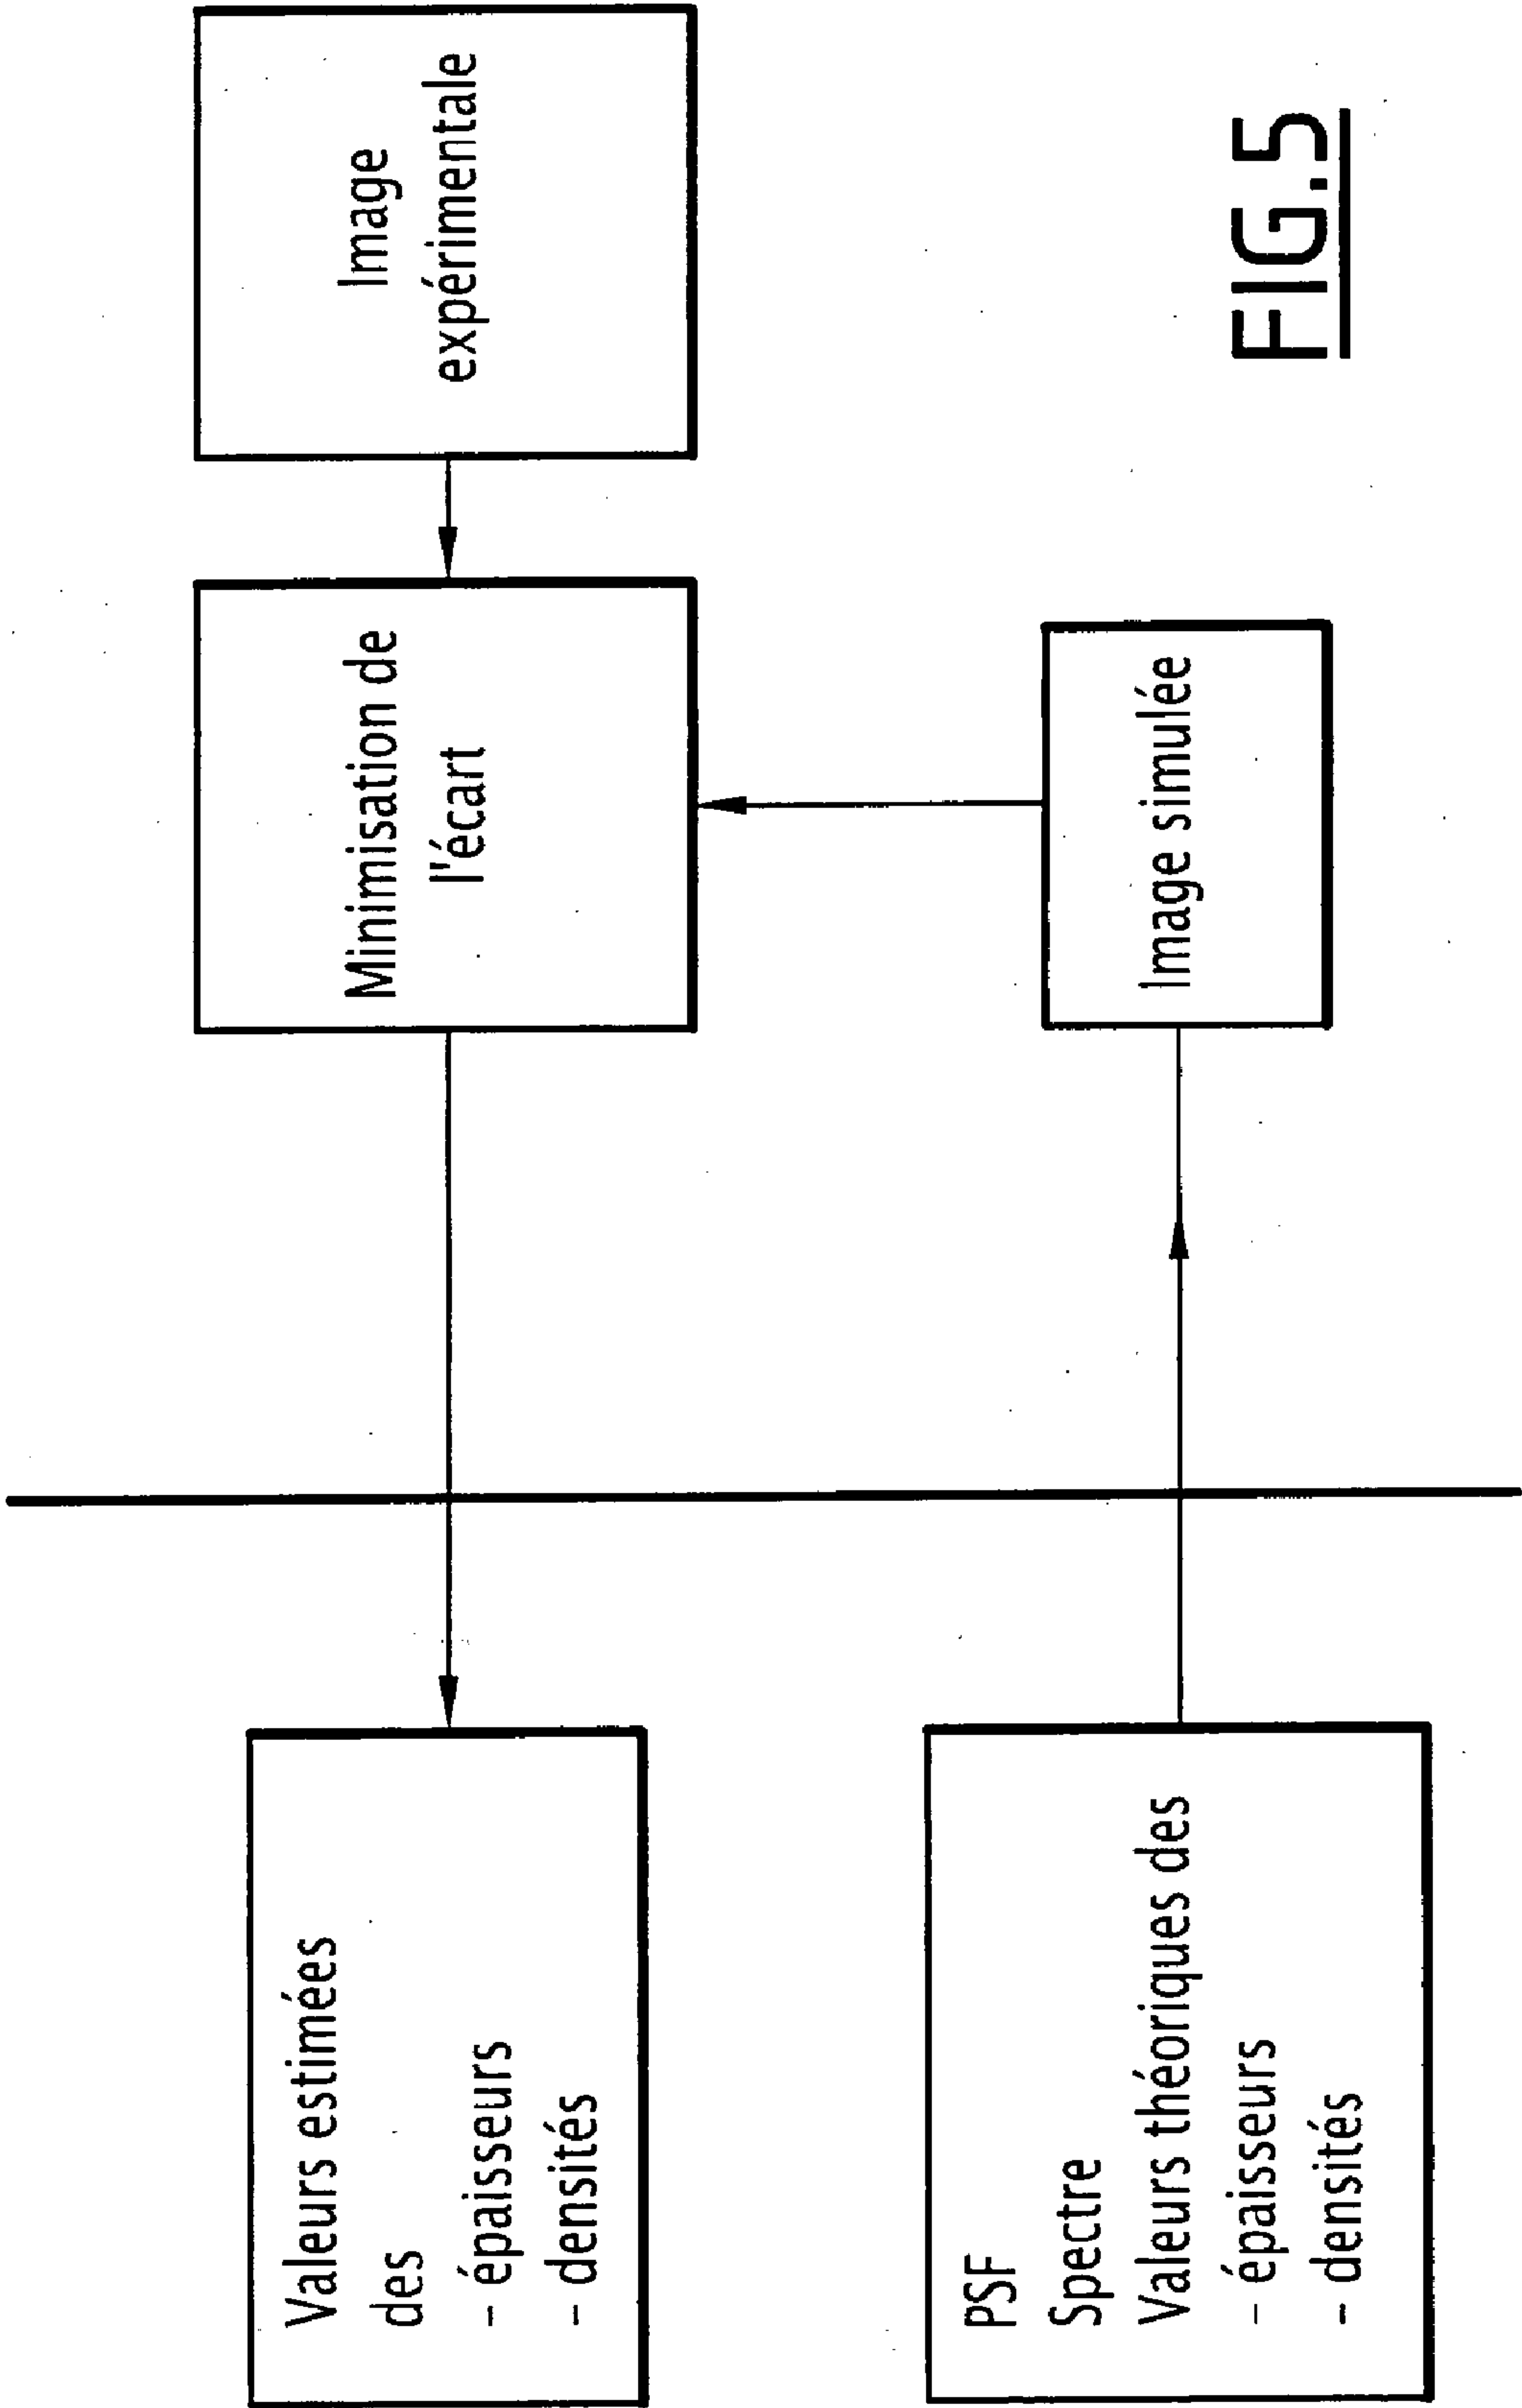 Valeurs estimées
des
- épaisseurs
- densités
Minimisation de
l'écart
Image
expérimentale
PSF
Spectre
Valeurs théoriques des
- épaisseurs
- densités
Image simulée
FIG.5